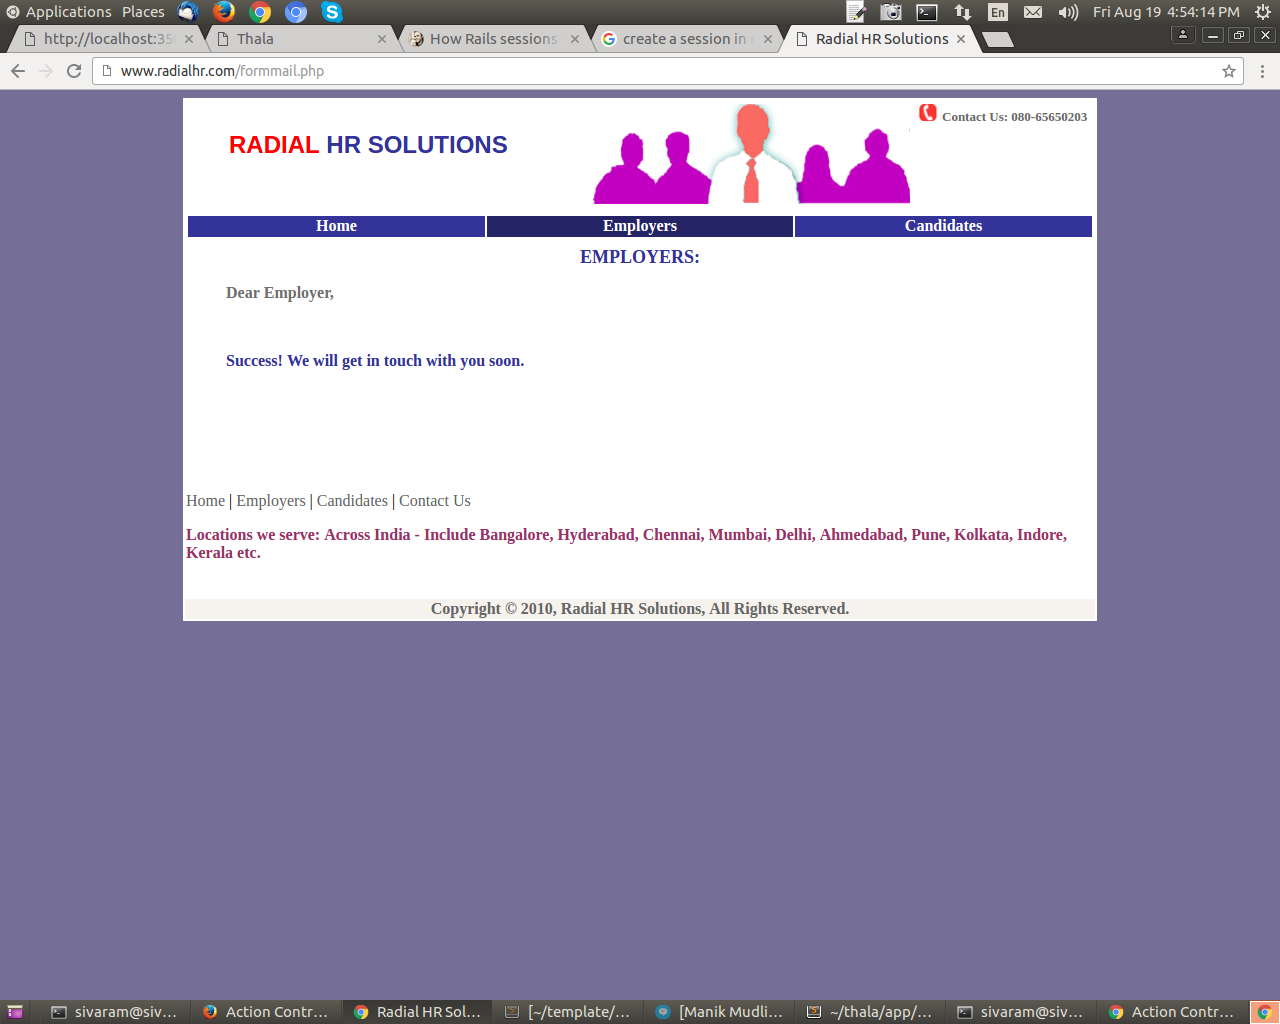 Applications Places
En
Fri Aug 19 4:54:14 PM
http://localhost:35
Thala
How Rails sessions
create a session in r
Radial HR Solutions
www.radialhr.com/formmail.php
RADIAL HR SOLUTIONS
Contact Us: 080-65650203
Home
Employers
Candidates
EMPLOYERS:
Dear Employer,
Success! We will get in touch with you soon.
Home | Employers | Candidates | Contact Us
Locations we serve: Across India - Include Bangalore, Hyderabad, Chennai, Mumbai, Delhi, Ahmedabad, Pune, Kolkata, Indore,
Kerala etc.
Copyright © 2010, Radial HR Solutions, All Rights Reserved.
sivaram@siv...
Action Contr...
Radial HR Sol...
[~/template/...
[Manik Mudli...
~/thala/app/...
sivaram@siv...
Action Contr...